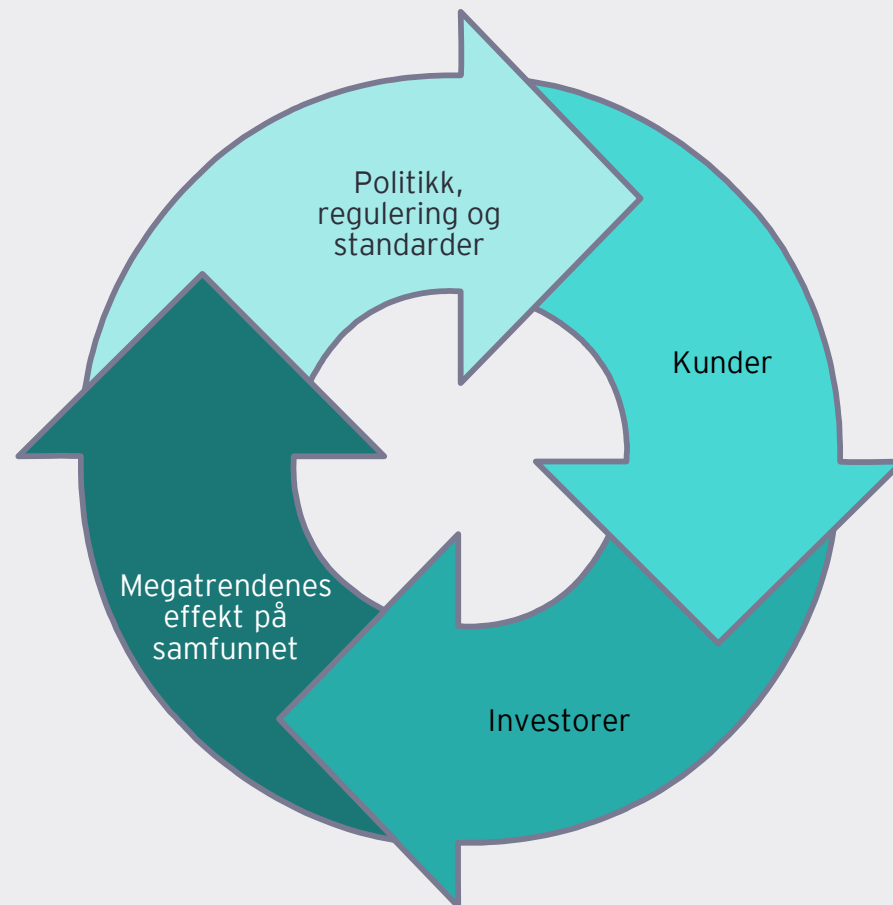 Politikk,
regulering og
standarder
Kunder
Investorer
Megatrendenes
effekt på
samfunnet